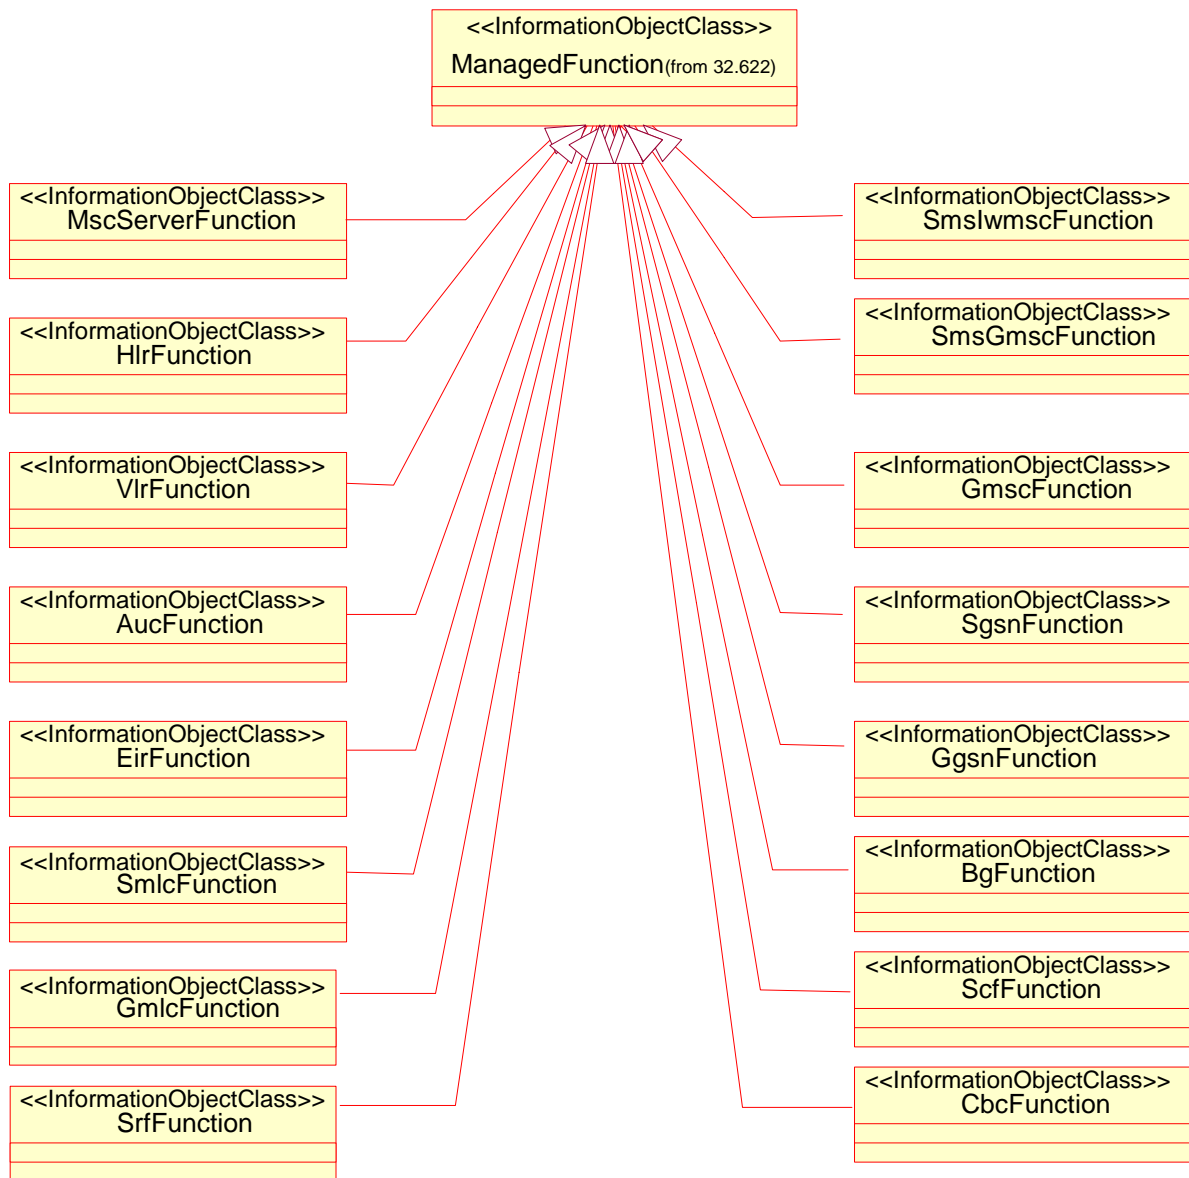 <<InformationObjectClass>>
ManagedFunction(from 32.622)
<<InformationObjectClass>>
MscServerFunction
<<InformationObjectClass>>
HlrFunction
<<InformationObjectClass>>
VlrFunction
<<InformationObjectClass>>
AucFunction
<<InformationObjectClass>>
EirFunction
<<InformationObjectClass>>
SmlcFunction
<<InformationObjectClass>>
GmlcFunction
<<InformationObjectClass>>
SrfFunction
<<InformationObjectClass>>
SmsIwmscFunction
<<InformationObjectClass>>
SmsGmscFunction
<<InformationObjectClass>>
GmscFunction
<<InformationObjectClass>>
SgsnFunction
<<InformationObjectClass>>
GgsnFunction
<<InformationObjectClass>>
BgFunction
<<InformationObjectClass>>
ScfFunction
<<InformationObjectClass>>
CbcFunction